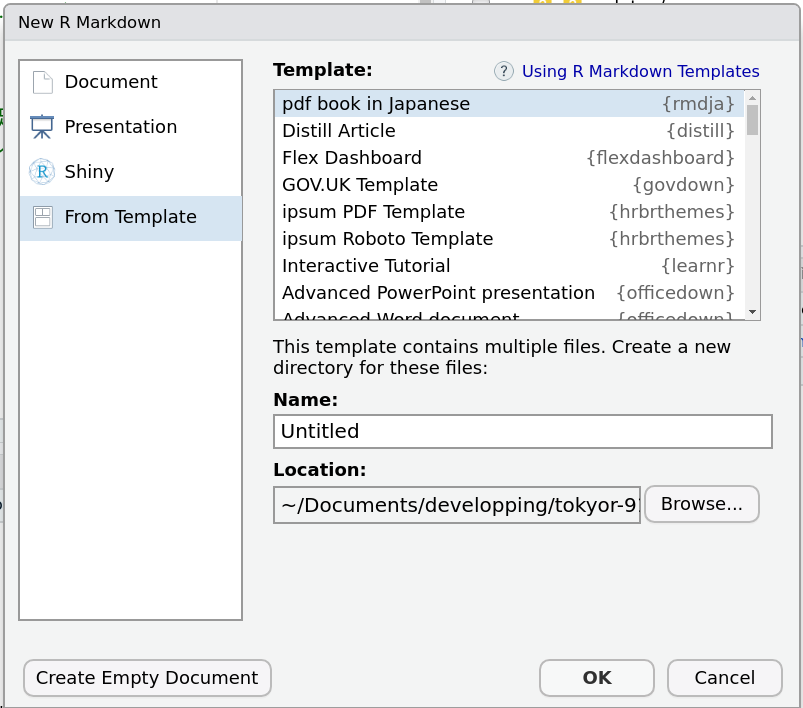 New R Markdown
Document
Presentation
Shiny
From Template
Template:
? Using R Markdown Templates
pdf book in Japanese {rmdja}
Distill Article {distill}
Flex Dashboard {flexdashboard}
GOV.UK Template {govdown}
ipsum PDF Template {hrbrthemes}
ipsum Roboto Template {hrbrthemes}
Interactive Tutorial {learnr}
Advanced PowerPoint presentation {officedown}
Advanced Word document {officedown}
This template contains multiple files. Create a new
directory for these files:
Name:
Untitled
Location:
~/Documents/developping/tokyor-9
Browse...
Create Empty Document
OK
Cancel